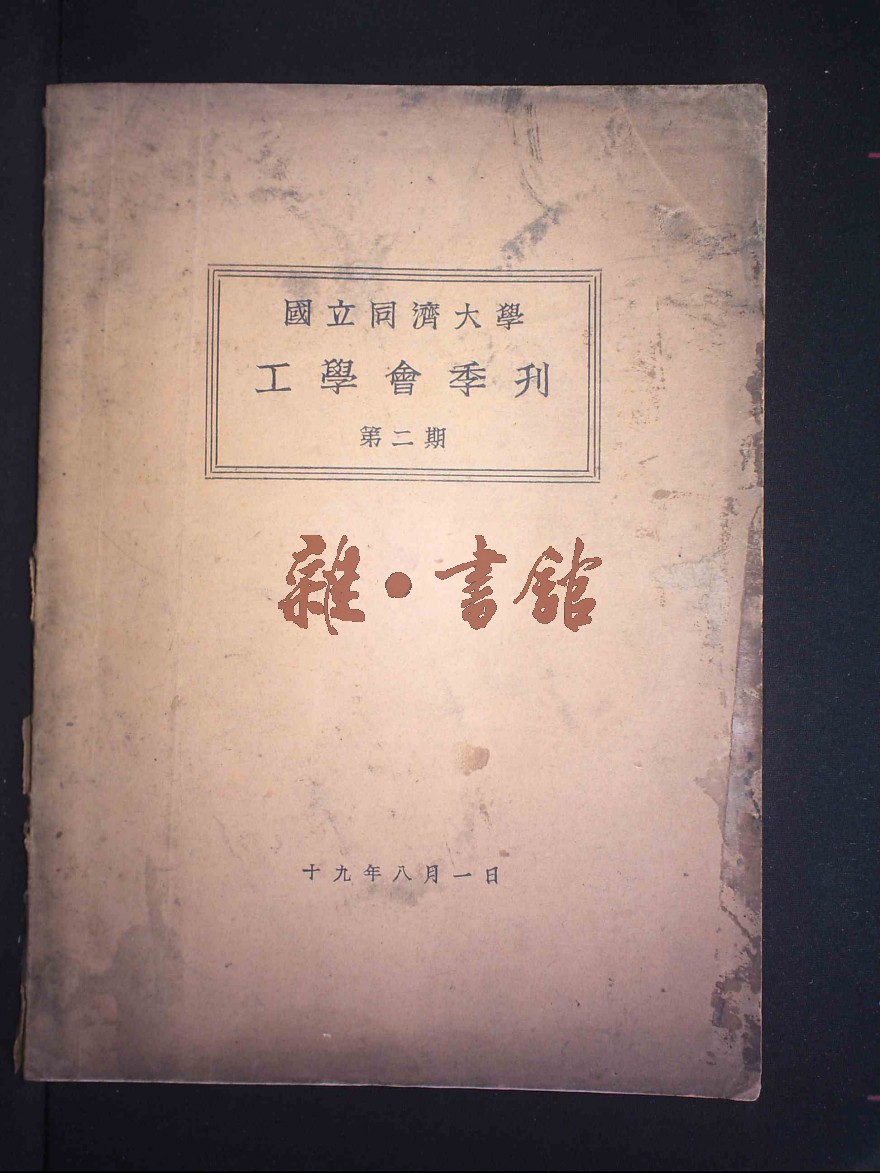 國立同濟大學
工學會季刊
第二期
雜·書館
十九年八月一日